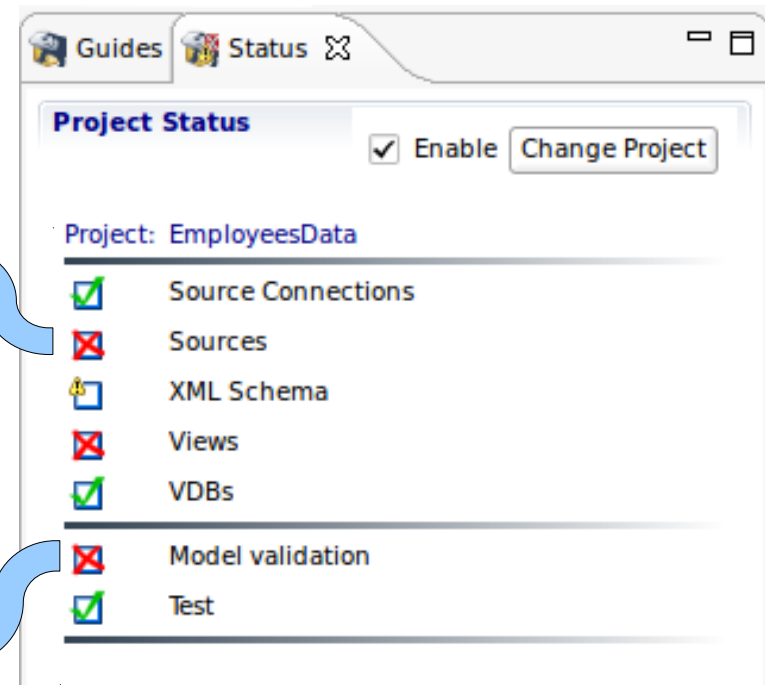 Guides Status
Project Status
Enable Change Project
Project: EmployeesData
Source Connections
Sources
XML Schema
Views
VDBs
Model validation
Test